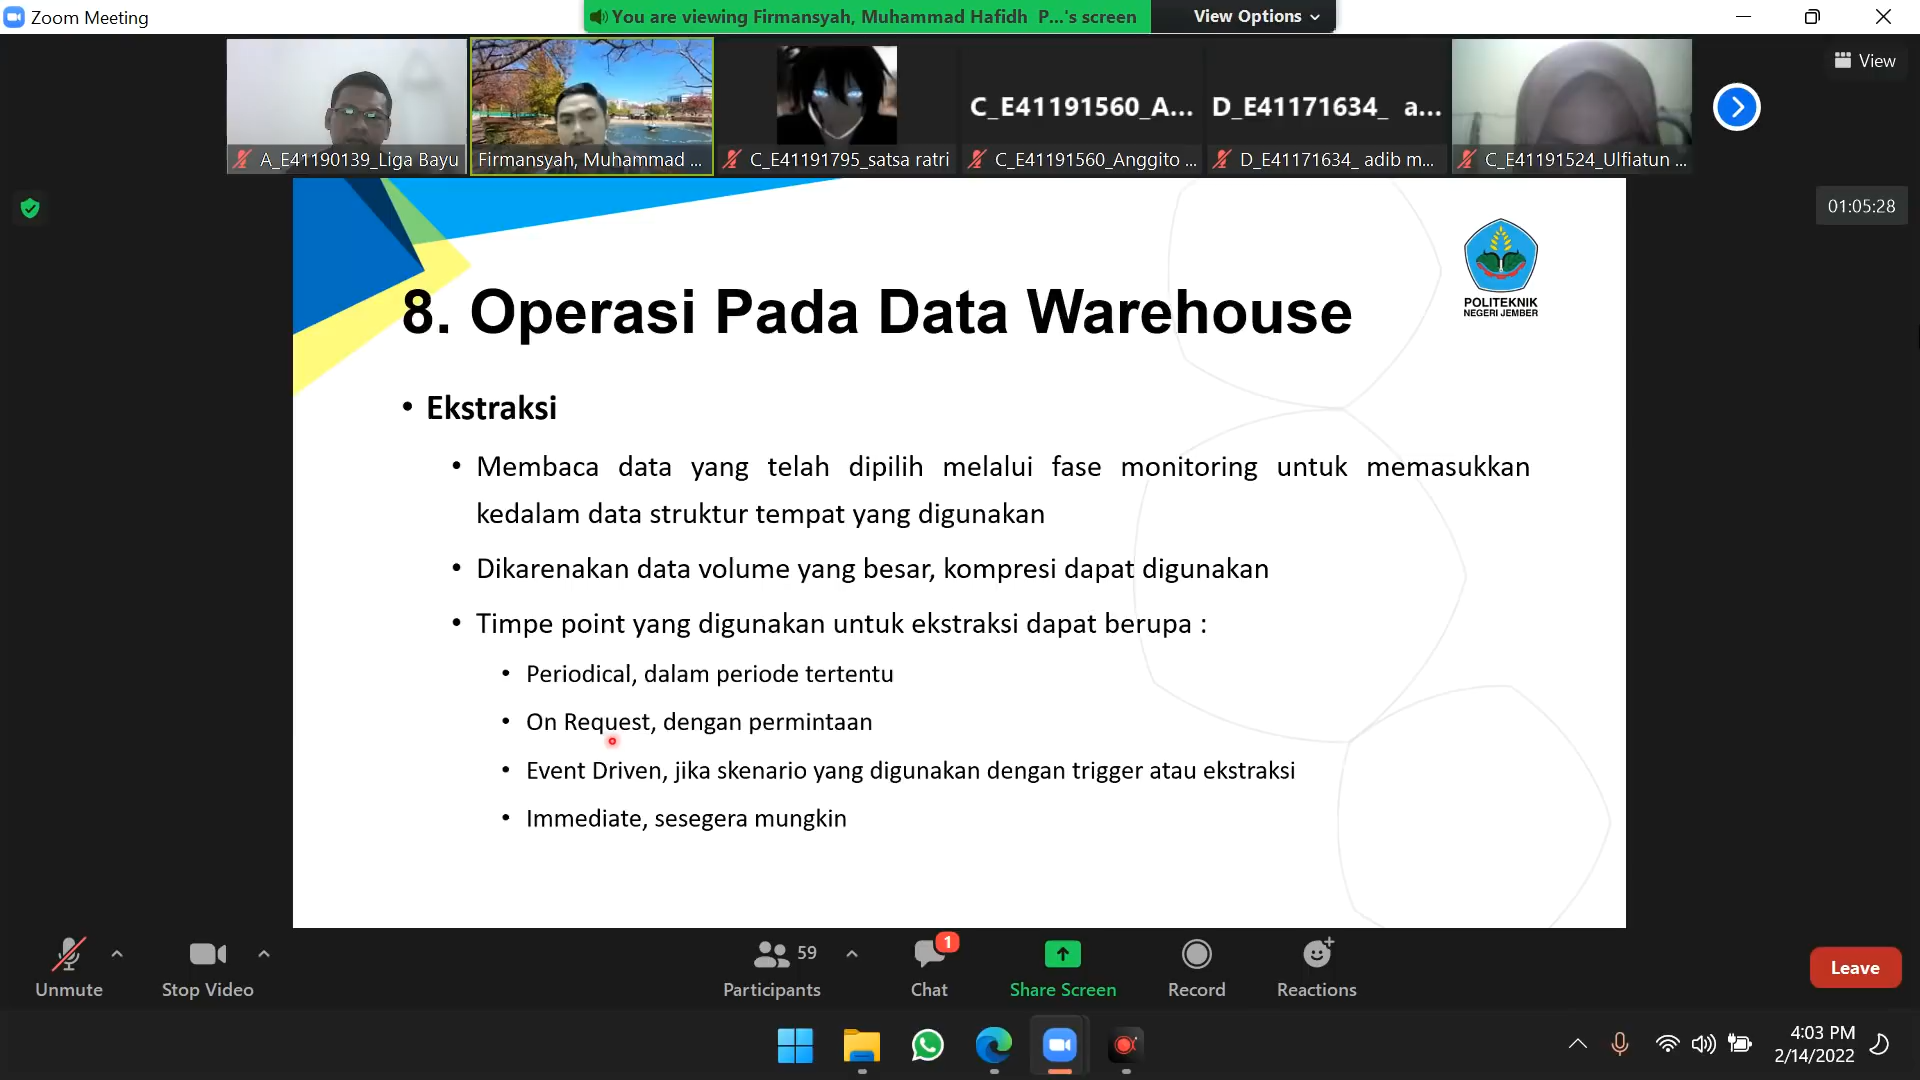 Zoom Meeting
You are viewing Firmansyah, Muhammad Hafidh P...'s screen
View Options
View
A_E41190139_Liga Bayu
Firmansyah, Muhammad ...
C_E41191795_satsa ratri
C_E41191560_A...
C_E41191560_Anggito ...
D_E41171634_ a...
D_E41171634_ adib m...
C_E41191524_Ulfiatun ...
01:05:28
POLITEKNIK
NEGERI JEMBER
8. Operasi Pada Data Warehouse
• Ekstraksi
• Membaca data yang telah dipilih melalui fase monitoring untuk memasukkan
kedalam data struktur tempat yang digunakan
• Dikarenakan data volume yang besar, kompresi dapat digunakan
• Timpe point yang digunakan untuk ekstraksi dapat berupa :
• Periodical, dalam periode tertentu
• On Request, dengan permintaan
• Event Driven, jika skenario yang digunakan dengan trigger atau ekstraksi
• Immediate, sesegera mungkin
Unmute
Stop Video
59
Participants
1
Chat
Share Screen
Record
Reactions
Leave
4:03 PM
2/14/2022